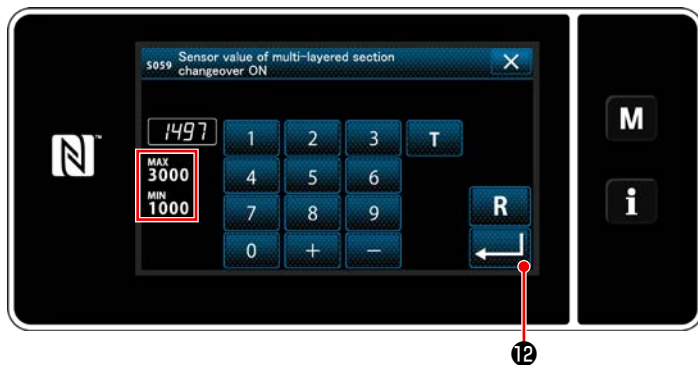 S059 Sensor value of multi-layered section
changeover ON
X
1497
1 2 3 T
MAX
3000
4 5 6
MIN
1000
7 8 9 R
0 + −
M
i
N
⓬